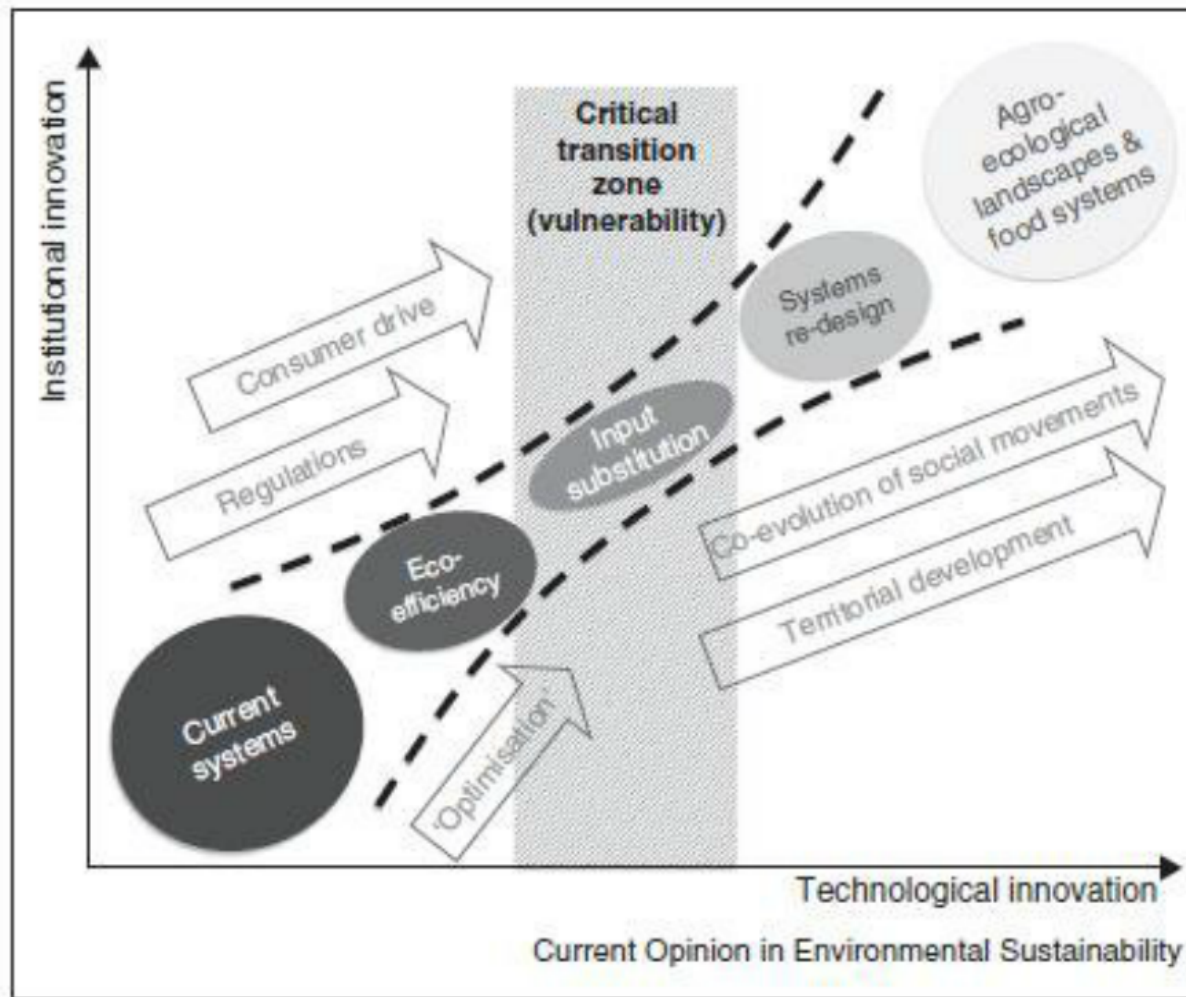 Institutional innovation
Critical
transition
zone
(vulnerability)
Agro-
ecological
landscapes &
food systems
Systems
re-design
Consumer drive
Regulations
Input
substitution
Eco-
efficiency
Co-evolution of social movements
Territorial development
Current
systems
'Optimisation'
Technological innovation
Current Opinion in Environmental Sustainability